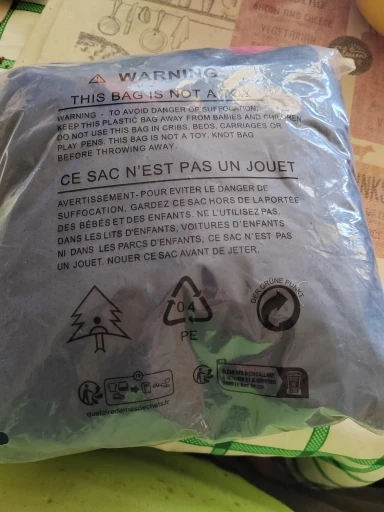 BACON AND CHEESE
VEGETARIAN
WARNING
THIS BAG IS NOT A TOY
WARNING - TO AVOID DANGER OF SUFFOCATION.
KEEP THIS PLASTIC BAG AWAY FROM BABIES AND CHILDREN
DO NOT USE THIS BAG IN CRIBS, BEDS, CARRIAGES OR
PLAY PENS. THIS BAG IS NOT A TOY. KNOT BAG
BEFORE THROWING AWAY.
CE SAC N'EST PAS UN JOUET
AVERTISSEMENT-POUR EVITER LE DANGER DE
SUFFOCATION, GARDEZ CE SAC HORS DE LA PORTÉE
DES BÉBÉS ET DES ENFANTS. NE L'UTILISEZ PAS
DANS LES LITS D'ENFANTS, VOITURES D'ENFANTS
NI DANS LES PARCS D'ENFANTS, CE SAC N'EST PAS
UN JOUET. NOUER CE SAC AVANT DE JETER.
DER GRÜNE PUNKT
04
PE